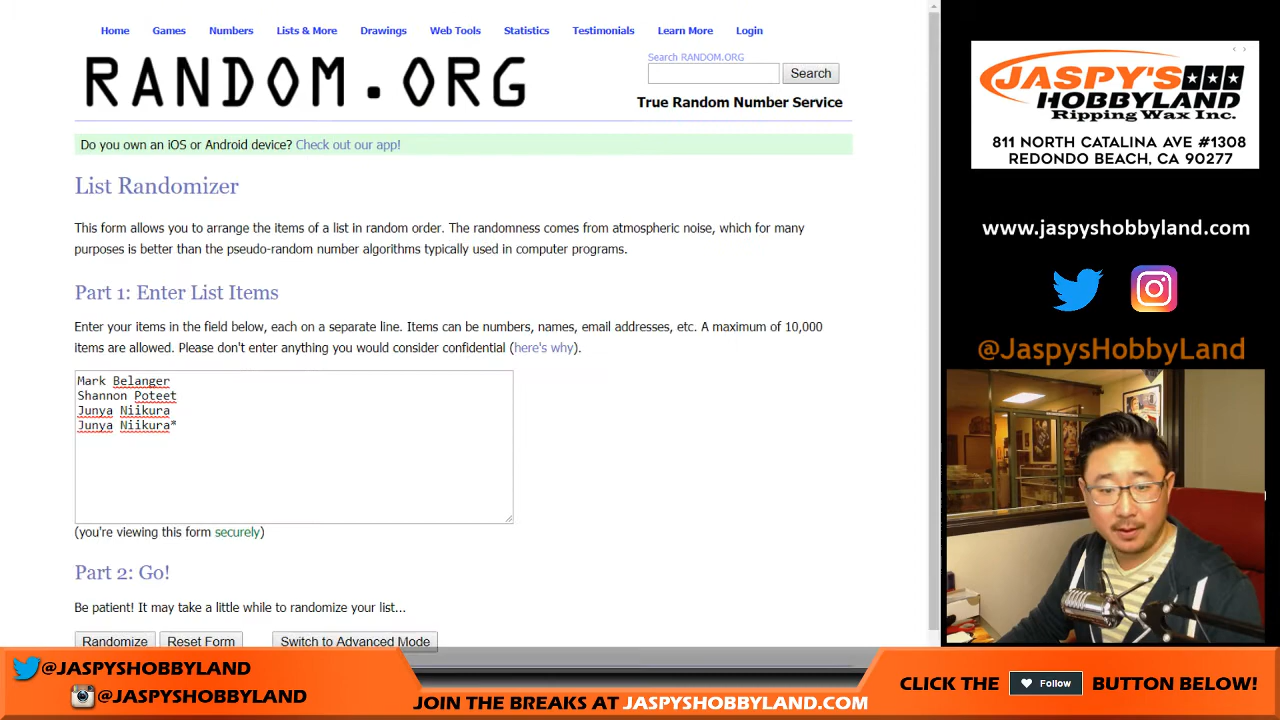 Home Games Numbers Lists & More Drawings Web Tools Statistics Testimonials Learn More Login
RANDOM.ORG
Search RANDOM.ORG
Search
True Random Number Service
Do you own an iOS or Android device? Check out our app!
List Randomizer
This form allows you to arrange the items of a list in random order. The randomness comes from atmospheric noise, which for many
purposes is better than the pseudo-random number algorithms typically used in computer programs.
Part 1: Enter List Items
Enter your items in the field below, each on a separate line. Items can be numbers, names, email addresses, etc. A maximum of 10,000
items are allowed. Please don't enter anything you would consider confidential (here's why).
Mark Belanger
Shannon Poteet
Junya Niikura
Junya Niikura*
(you're viewing this form securely)
Part 2: Go!
Be patient! It may take a little while to randomize your list...
Randomize Reset Form Switch to Advanced Mode
JASPY'S
HOBBYLAND
Ripping Wax Inc.
811 NORTH CATALINA AVE #1308
REDONDO BEACH, CA 90277
www.jaspyshobbyland.com
@JaspysHobbyLand
@JASPYSHOBBYLAND
@JASPYSHOBBYLAND
JOIN THE BREAKS AT JASPYSHOBBYLAND.COM
CLICK THE Follow BUTTON BELOW!